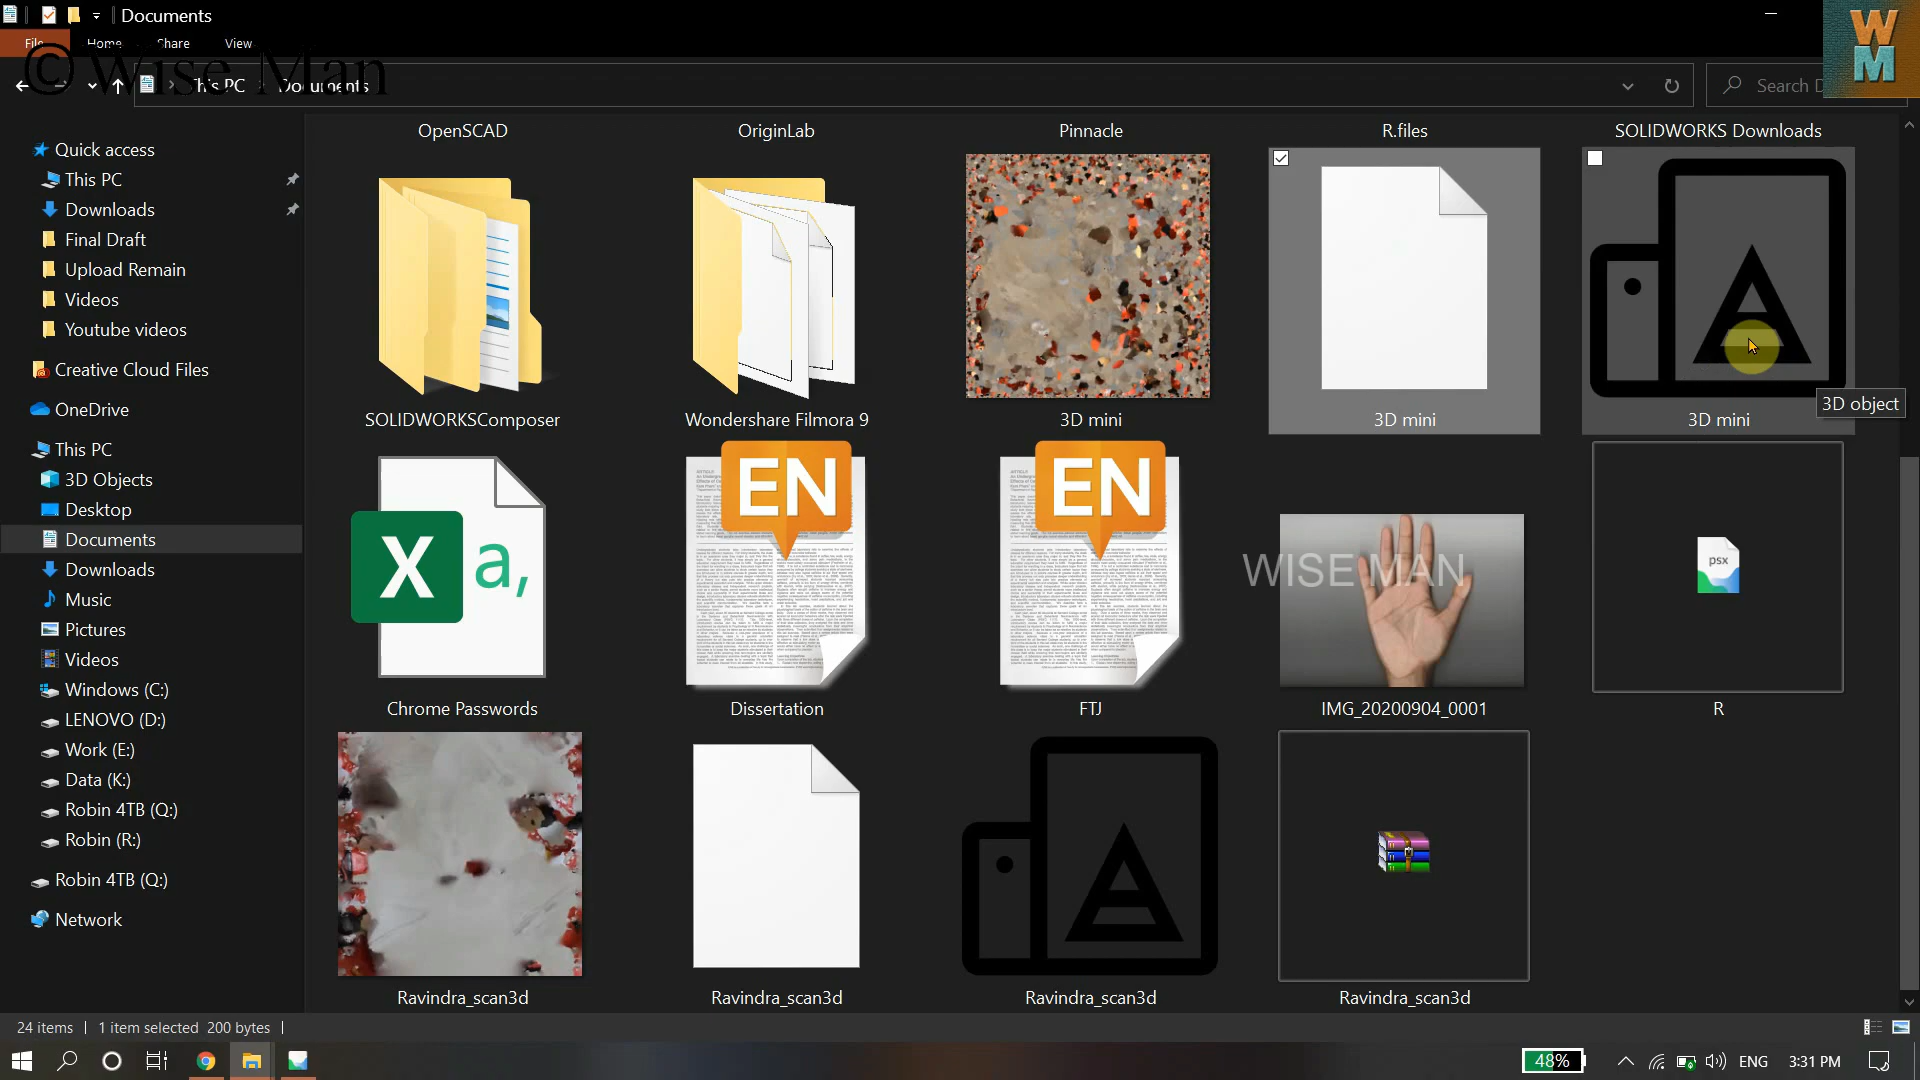 Documents
File Home Share View
© Wise Man
This PC Documents
Search D
W
M
Quick access
This PC
Downloads
Final Draft
Upload Remain
Videos
Youtube videos
Creative Cloud Files
OneDrive
This PC
3D Objects
Desktop
Documents
Downloads
Music
Pictures
Videos
Windows (C:)
LENOVO (D:)
Work (E:)
Data (K:)
Robin 4TB (Q:)
Robin (R:)
Robin 4TB (Q:)
Network
OpenSCAD OriginLab Pinnacle R.files SOLIDWORKS Downloads
A
3D object
SOLIDWORKSComposer Wondershare Filmora 9 3D mini 3D mini 3D mini
X a, EN EN WISE MAN psx
Chrome Passwords Dissertation FTJ IMG_20200904_0001 R
A
Ravindra_scan3d Ravindra_scan3d Ravindra_scan3d Ravindra_scan3d
24 items 1 item selected 200 bytes
48% ENG 3:31 PM